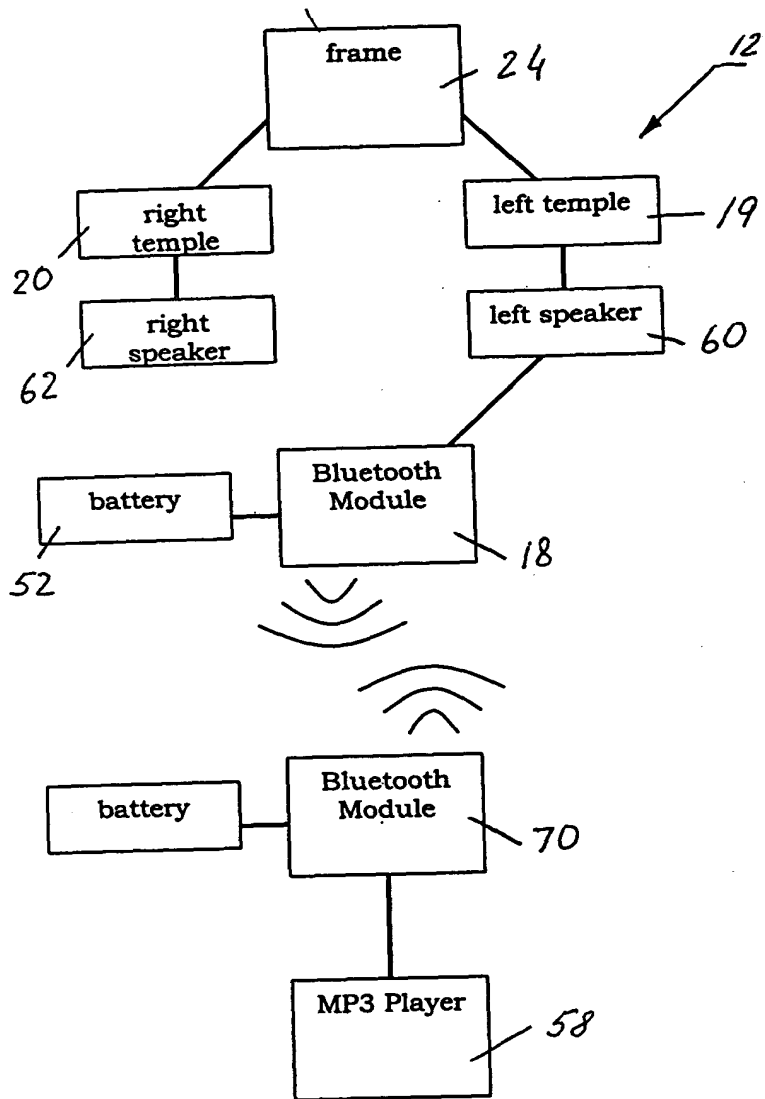 frame
24
12
right
temple
20
left temple
19
right
speaker
62
left speaker
60
battery
52
Bluetooth
Module
18
battery
Bluetooth
Module
70
MP3 Player
58